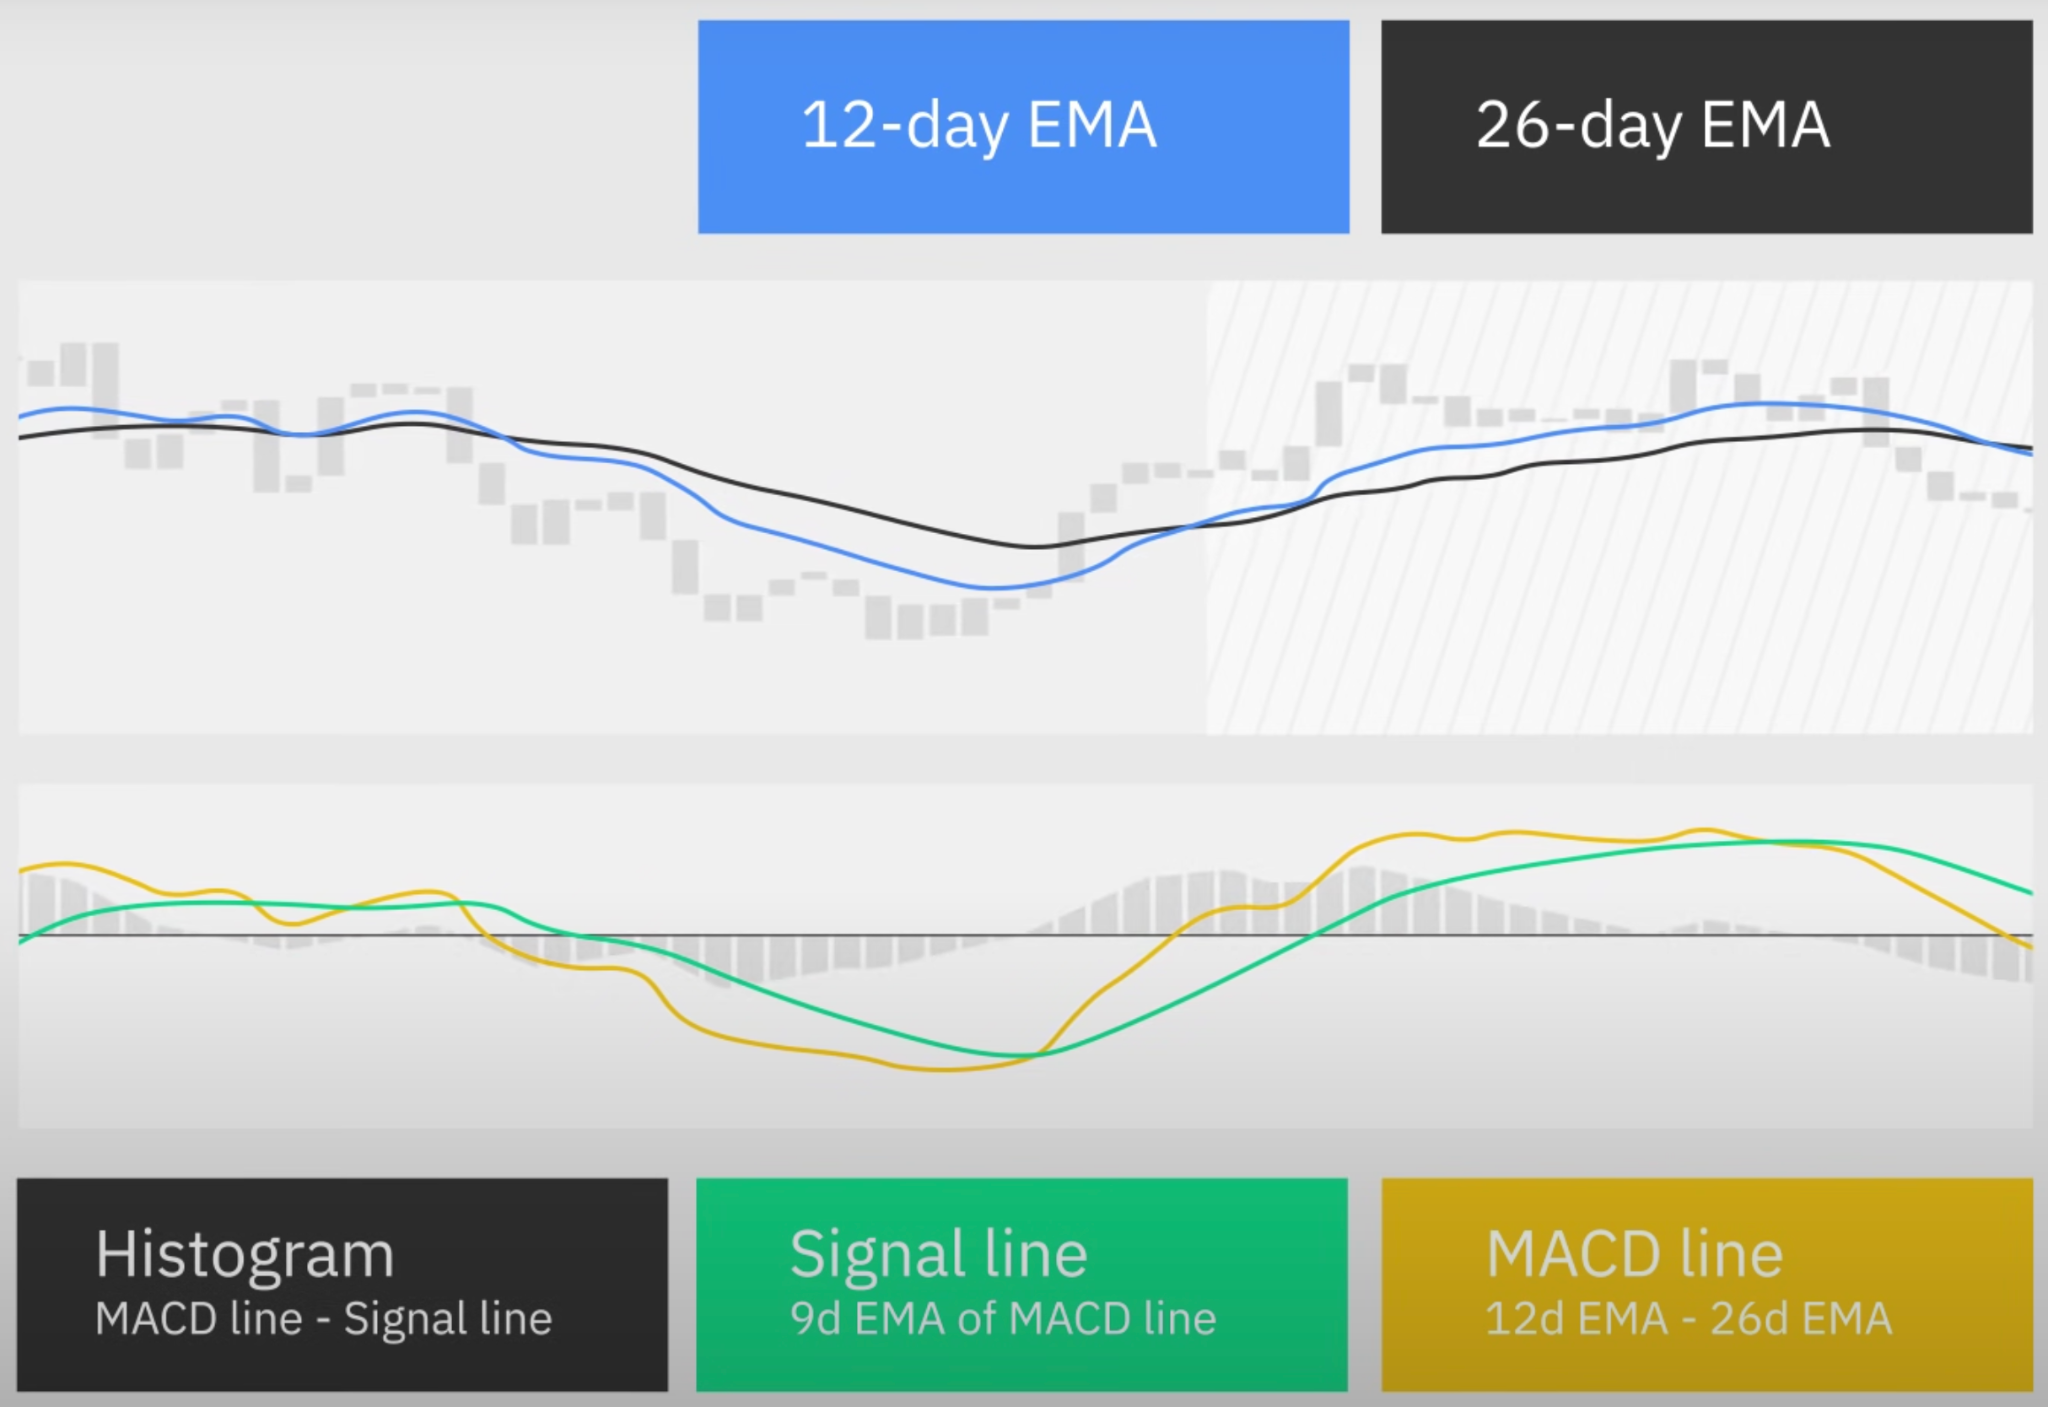 12-day EMA
26-day EMA
Histogram
MACD line - Signal line
Signal line
9d EMA of MACD line
MACD line
12d EMA - 26d EMA